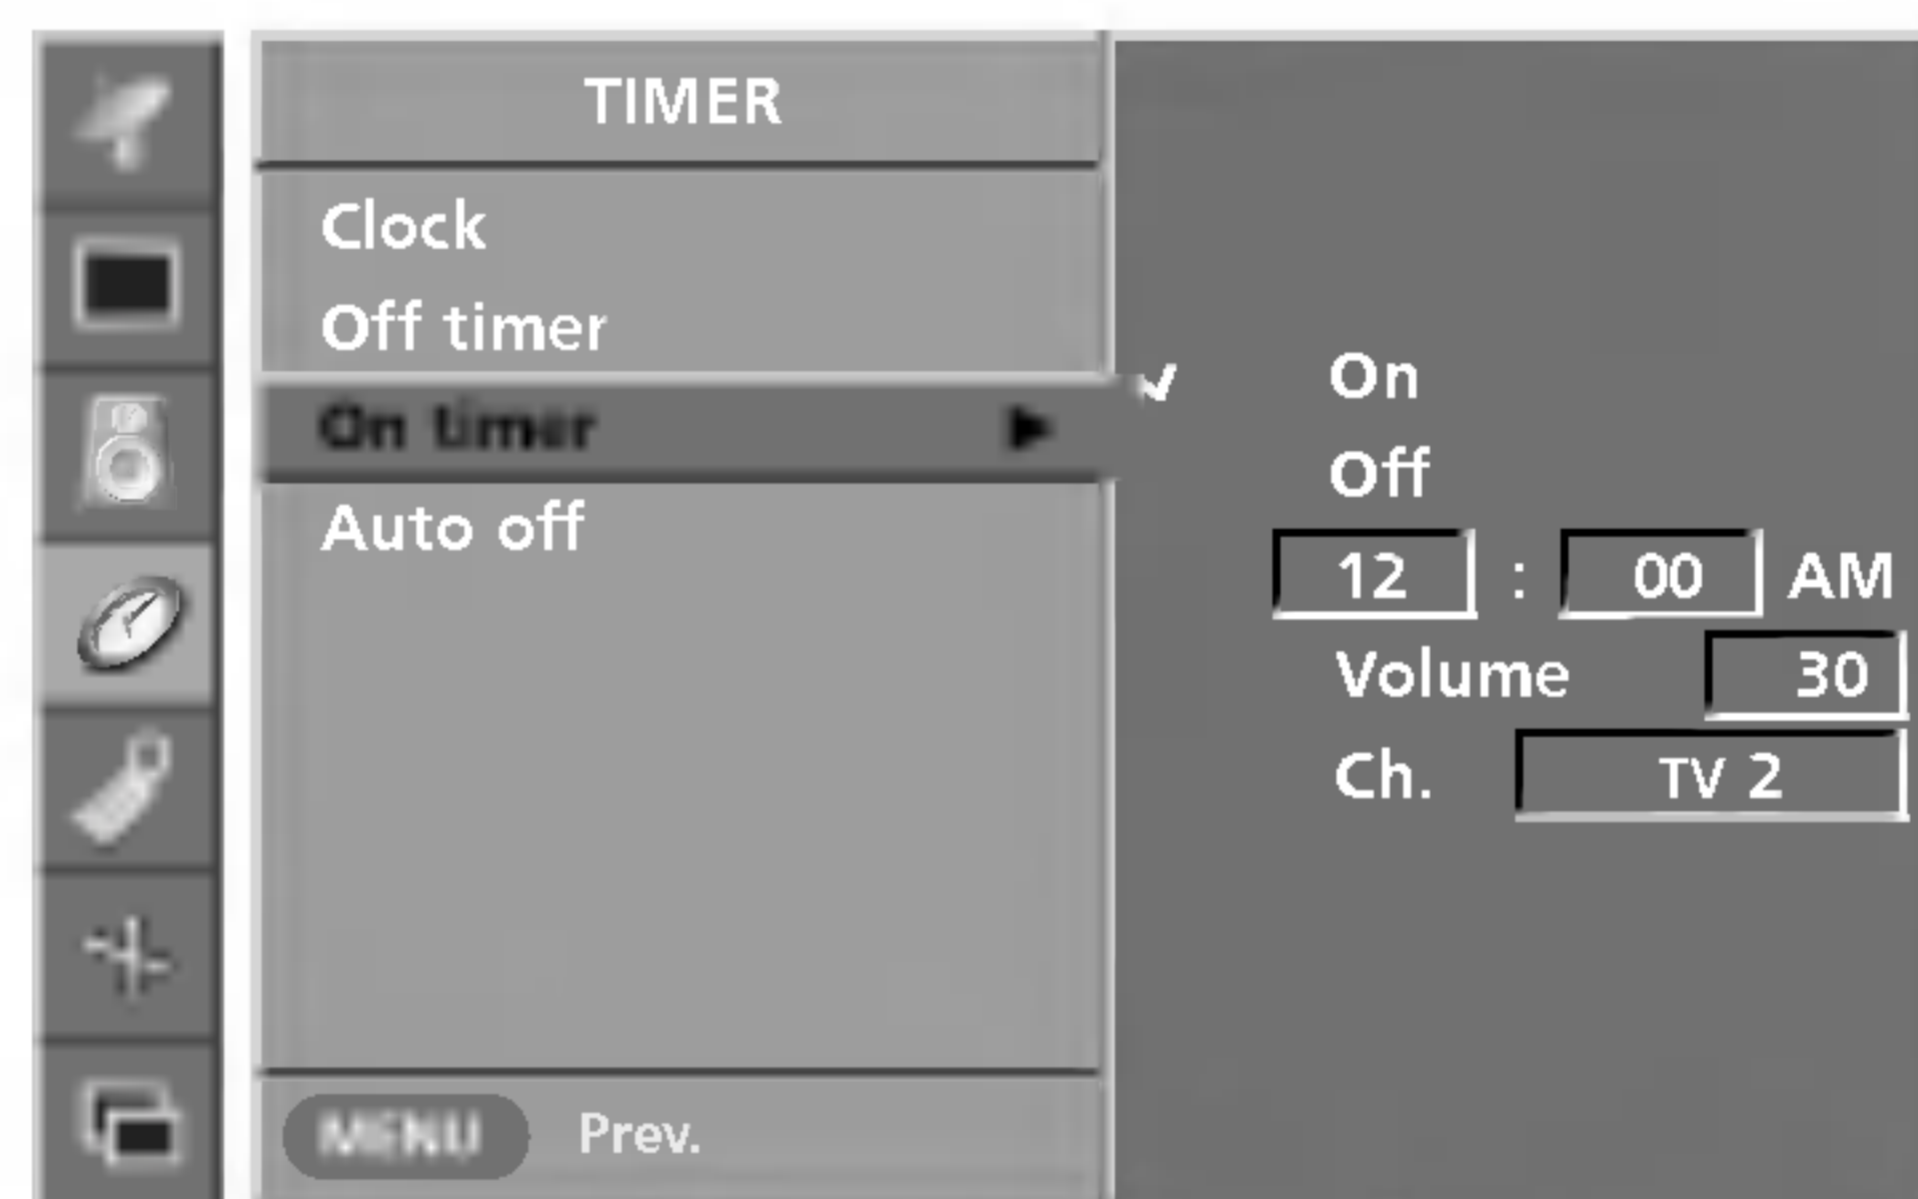 TIMER
Clock
Off timer
On timer
Auto off
MENU Prev.
On
Off
12 : 00 AM
Volume 30
Ch. TV 2